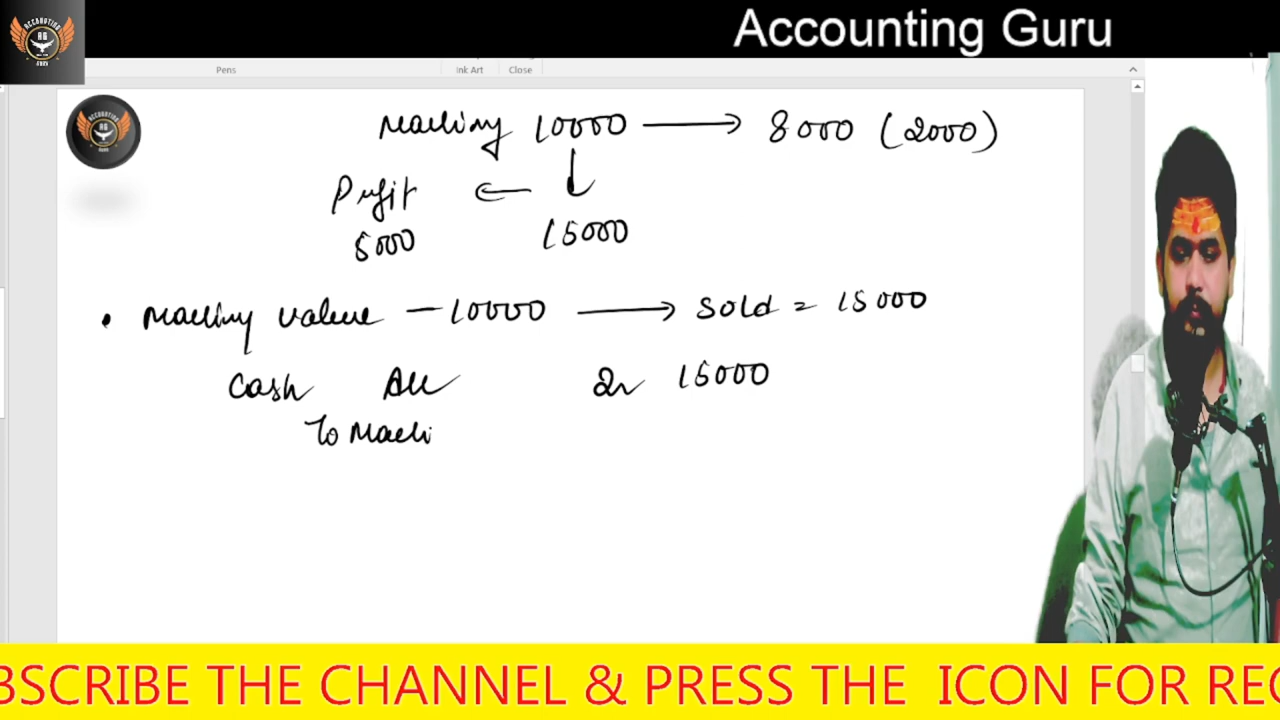 Accounting Guru
Pens Ink Art Close
Machinery 10000 → 8000 (2000)
Profit ← ↓
5000 15000
• Machinery value - 10000 → Sold = 15000
Cash A/c Dr 15000
To Machi
BSCRIBE THE CHANNEL & PRESS THE ICON FOR REG